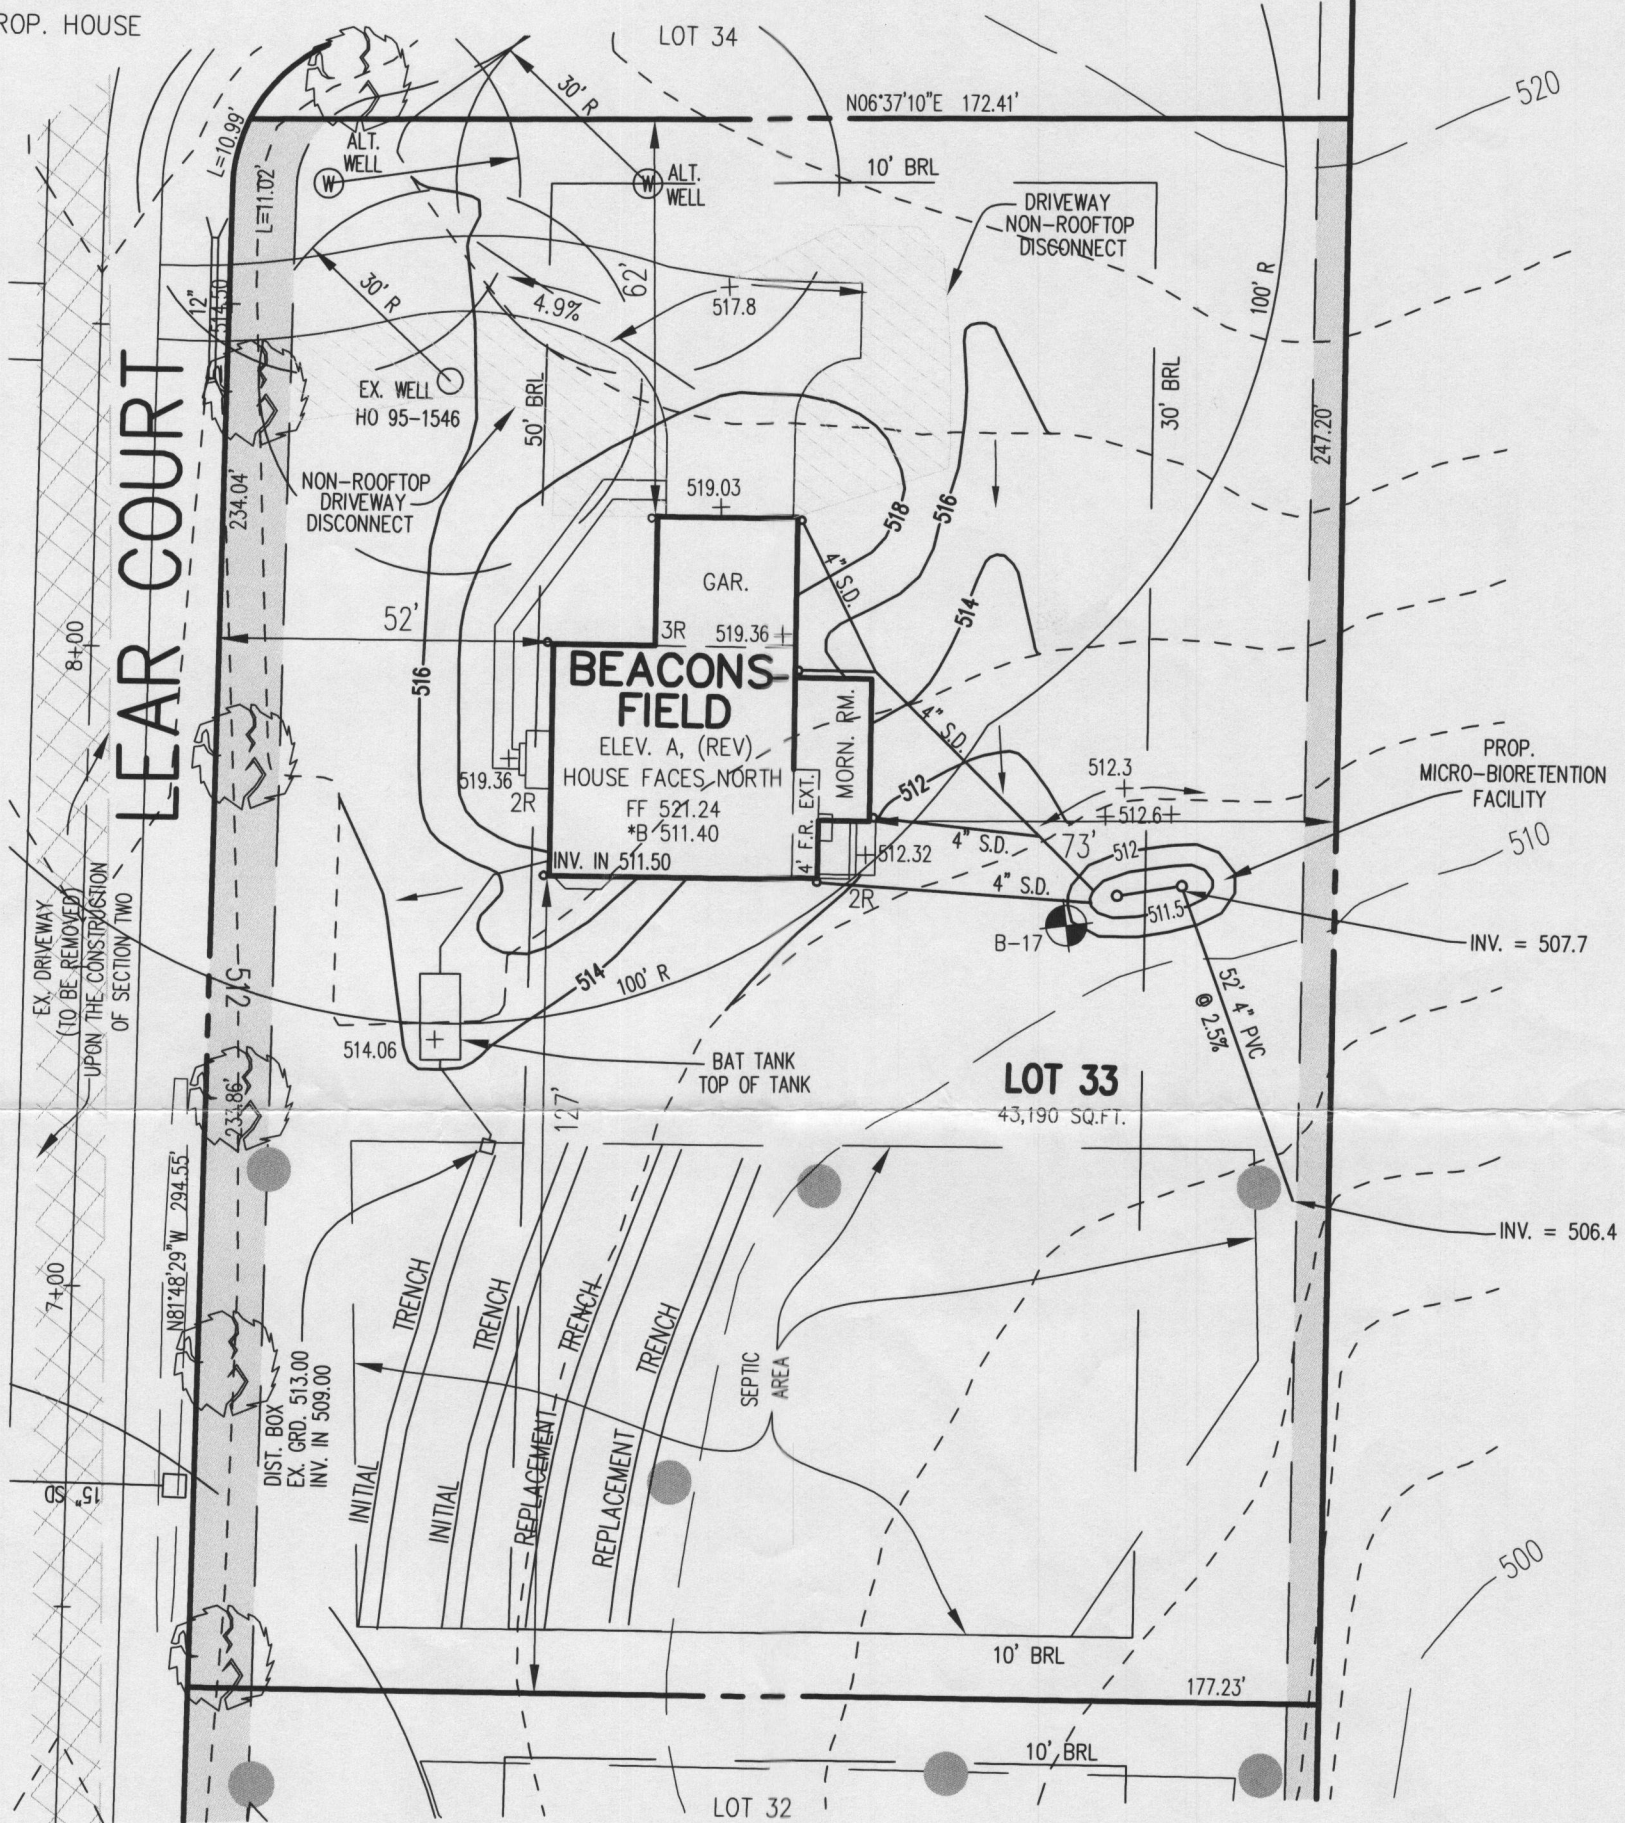 ROP. HOUSE
LOT 34
520
N06°37'10"E 172.41'
30' R
L=10.99'
L=11.02'
ALT.
WELL
W
W
ALT.
WELL
10' BRL
DRIVEWAY
NON-ROOFTOP
DISCONNECT
100' R
30' R
62'
4.9%
517.8
12"
514.50
EX. WELL
HO 95-1546
50' BRL
30' BRL
247.20'
LEAR COURT
NON-ROOFTOP
DRIVEWAY
DISCONNECT
234.04'
519.03
518
516
514
4" S.D.
GAR.
52'
3R
519.36
8+00
516
BEACONS
FIELD
ELEV. A, (REV)
HOUSE FACES NORTH
FF 521.24
*B 511.40
INV. IN 511.50
MORN. RM.
4' F.R. EXT.
519.36
2R
4" S.D.
512
512.3
512.6
PROP.
MICRO-BIORETENTION
FACILITY
510
4" S.D.
73'
512
512.32
4" S.D.
2R
511.5
B-17
INV. = 507.7
EX. DRIVEWAY
(TO BE REMOVED)
UPON THE CONSTRUCTION
OF SECTION TWO
512
514
100' R
52' 4" PVC
@ 2.5%
514.06
BAT TANK
TOP OF TANK
LOT 33
43,190 SQ.FT.
127'
233.86'
N81°48'29"W 294.55'
7+00
INV. = 506.4
TRENCH
TRENCH
TRENCH
TRENCH
SEPTIC
AREA
DIST. BOX
EX. GRD. 513.00
INV. IN 509.00
INITIAL
INITIAL
REPLACEMENT
REPLACEMENT
15" SD
500
10' BRL
177.23'
10' BRL
LOT 32